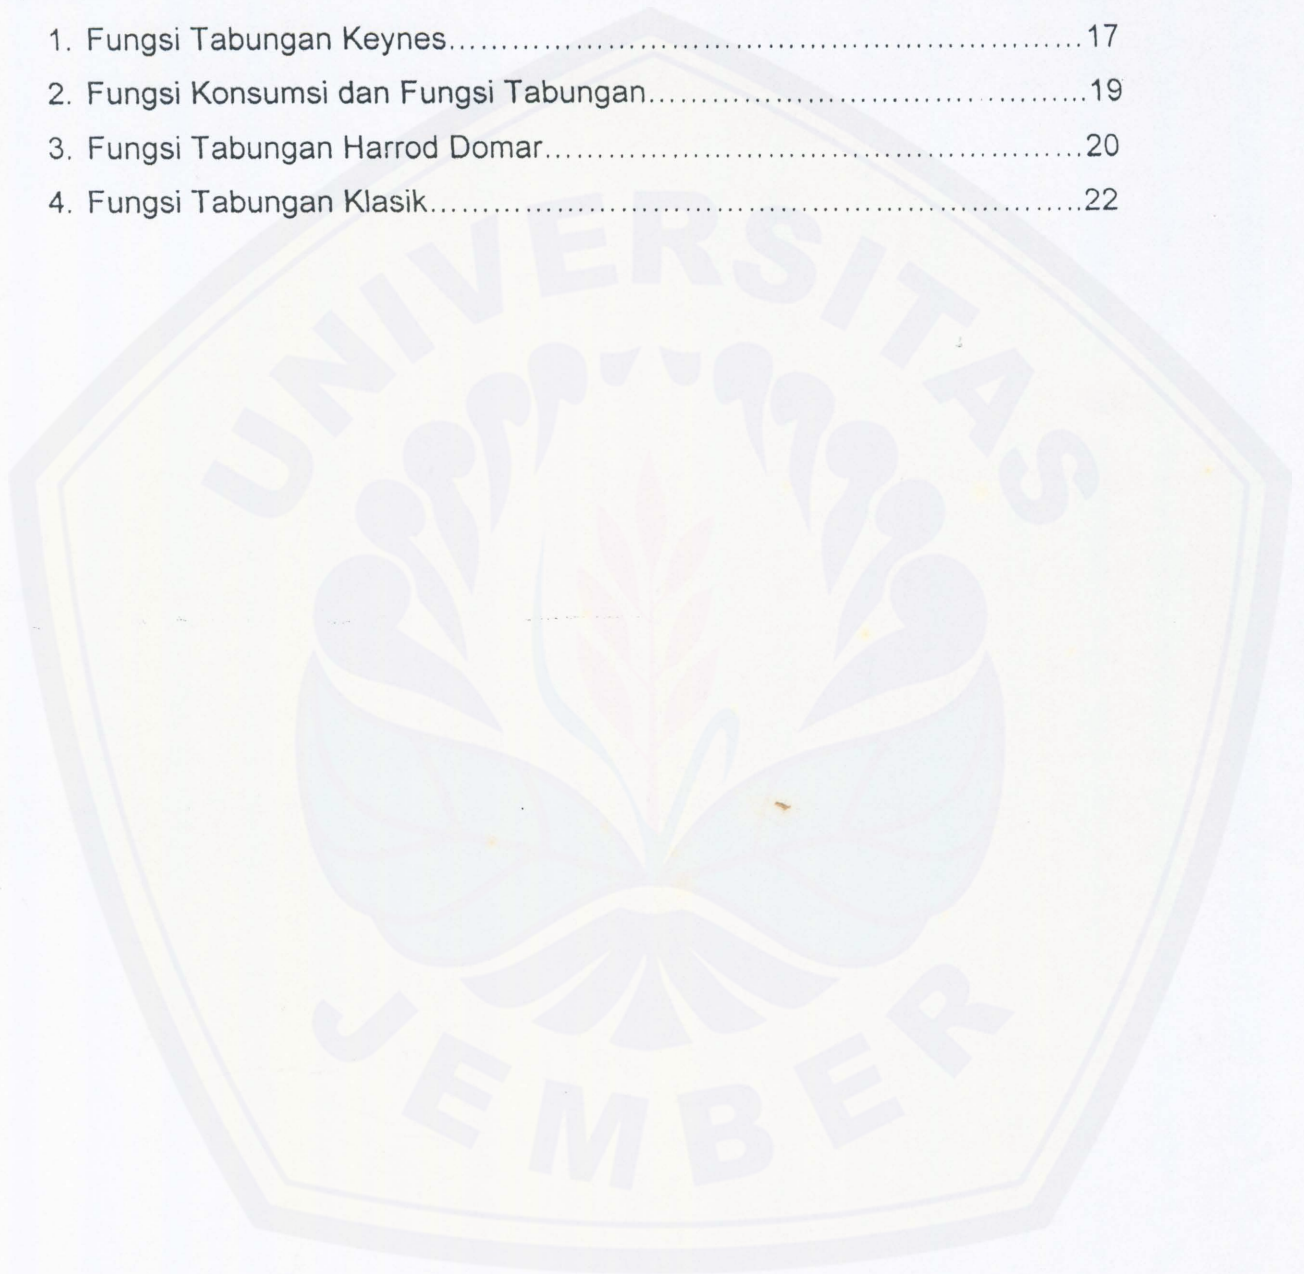 1. Fungsi Tabungan Keynes.................................................................17
2. Fungsi Konsumsi dan Fungsi Tabungan.............................................19
3. Fungsi Tabungan Harrod Domar.......................................................20
4. Fungsi Tabungan Klasik...................................................................22
UNIVERSITAS
JEMBER